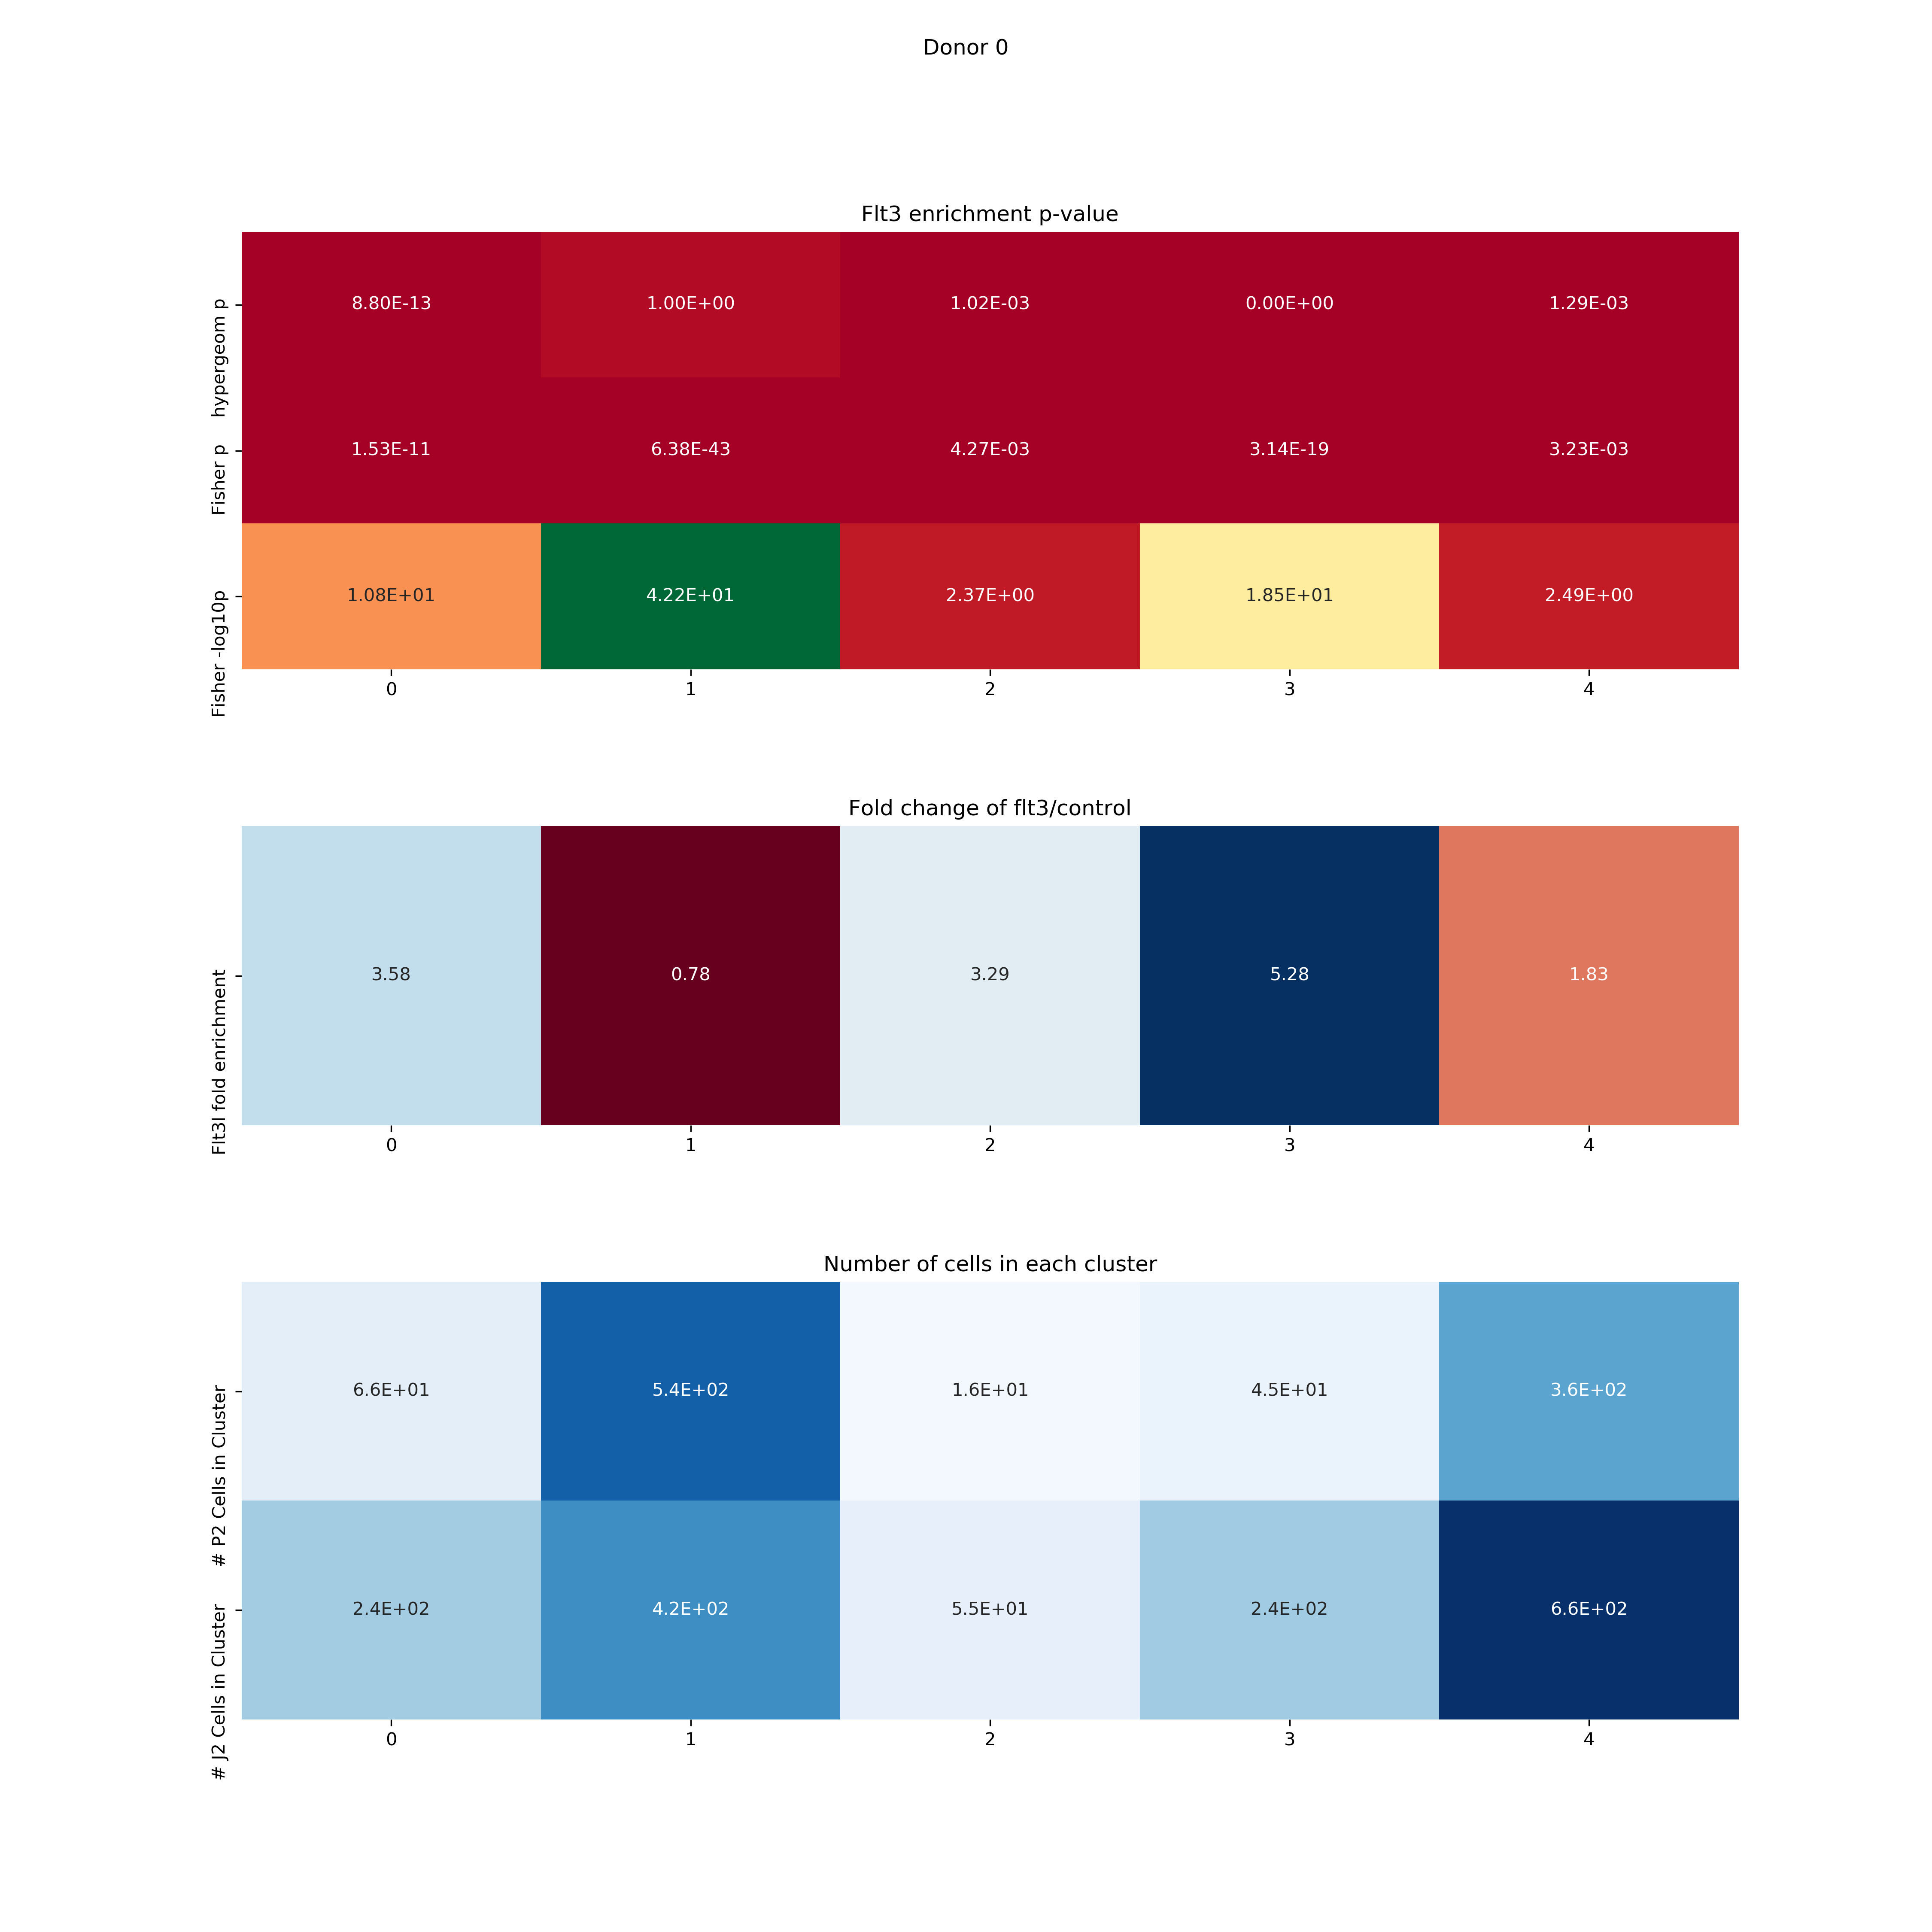 Donor 0
Flt3 enrichment p-value
hypergeom p
8.80E-13 1.00E+00 1.02E-03 0.00E+00 1.29E-03
Fisher p
1.53E-11 6.38E-43 4.27E-03 3.14E-19 3.23E-03
Fisher -log10p
1.08E+01 4.22E+01 2.37E+00 1.85E+01 2.49E+00
0 1 2 3 4
Fold change of flt3/control
Flt3l fold enrichment
3.58 0.78 3.29 5.28 1.83
0 1 2 3 4
Number of cells in each cluster
# P2 Cells in Cluster
6.6E+01 5.4E+02 1.6E+01 4.5E+01 3.6E+02
# J2 Cells in Cluster
2.4E+02 4.2E+02 5.5E+01 2.4E+02 6.6E+02
0 1 2 3 4